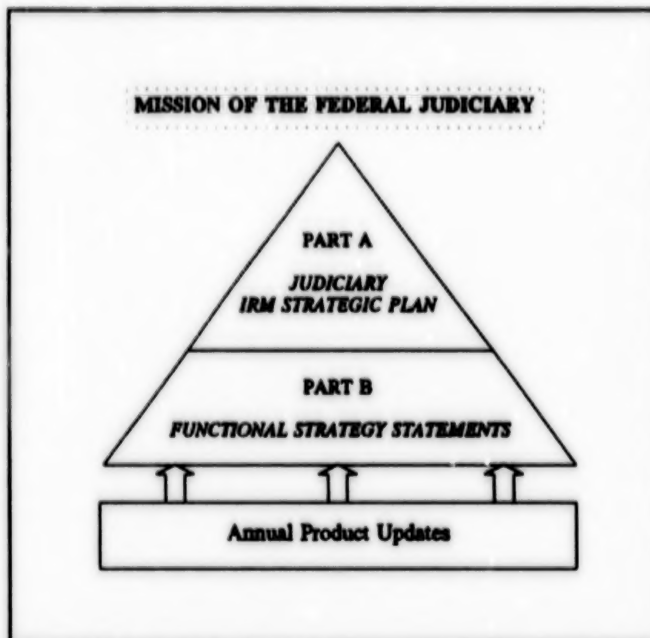 MISSION OF THE FEDERAL JUDICIARY
PART A
JUDICIARY
IRM STRATEGIC PLAN
PART B
FUNCTIONAL STRATEGY STATEMENTS
Annual Product Updates